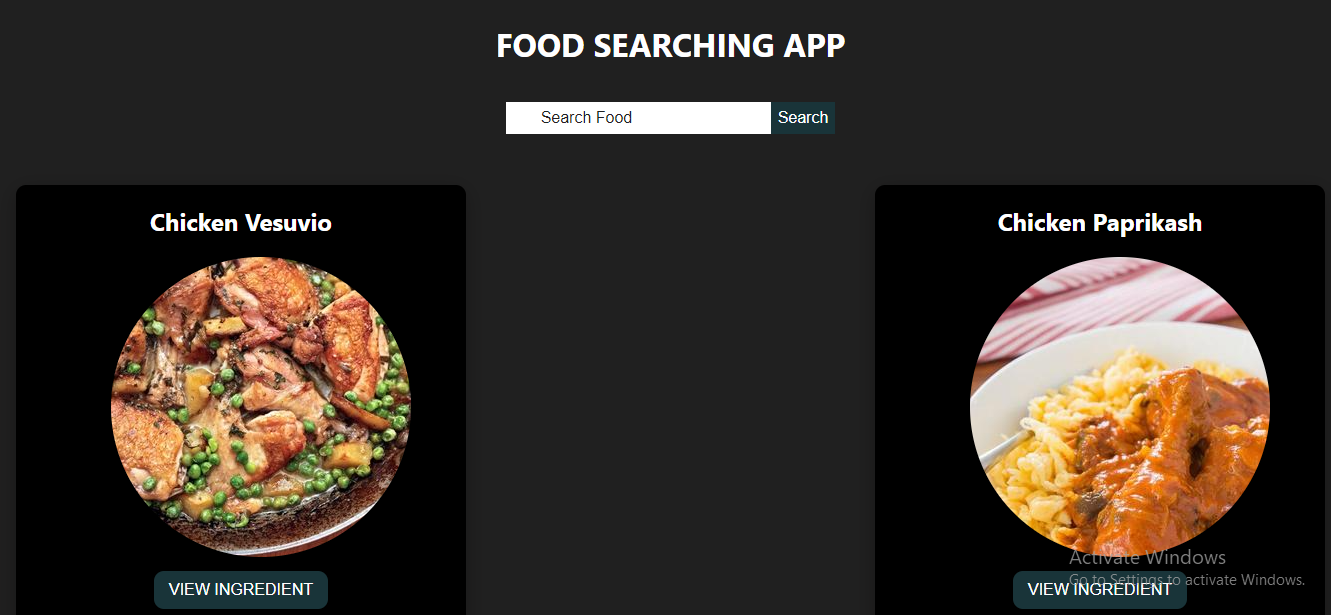 FOOD SEARCHING APP
Search Food
Search
Chicken Vesuvio
Chicken Paprikash
VIEW INGREDIENT
VIEW INGREDIENT
Activate Windows
Go to Settings to activate Windows.